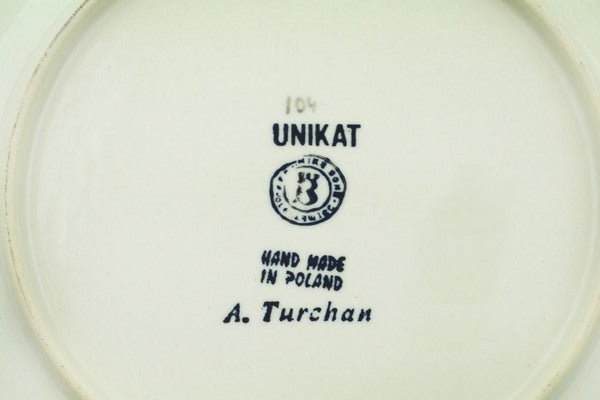 104
UNIKAT
B
HAND MADE
IN POLAND
A. Turchan